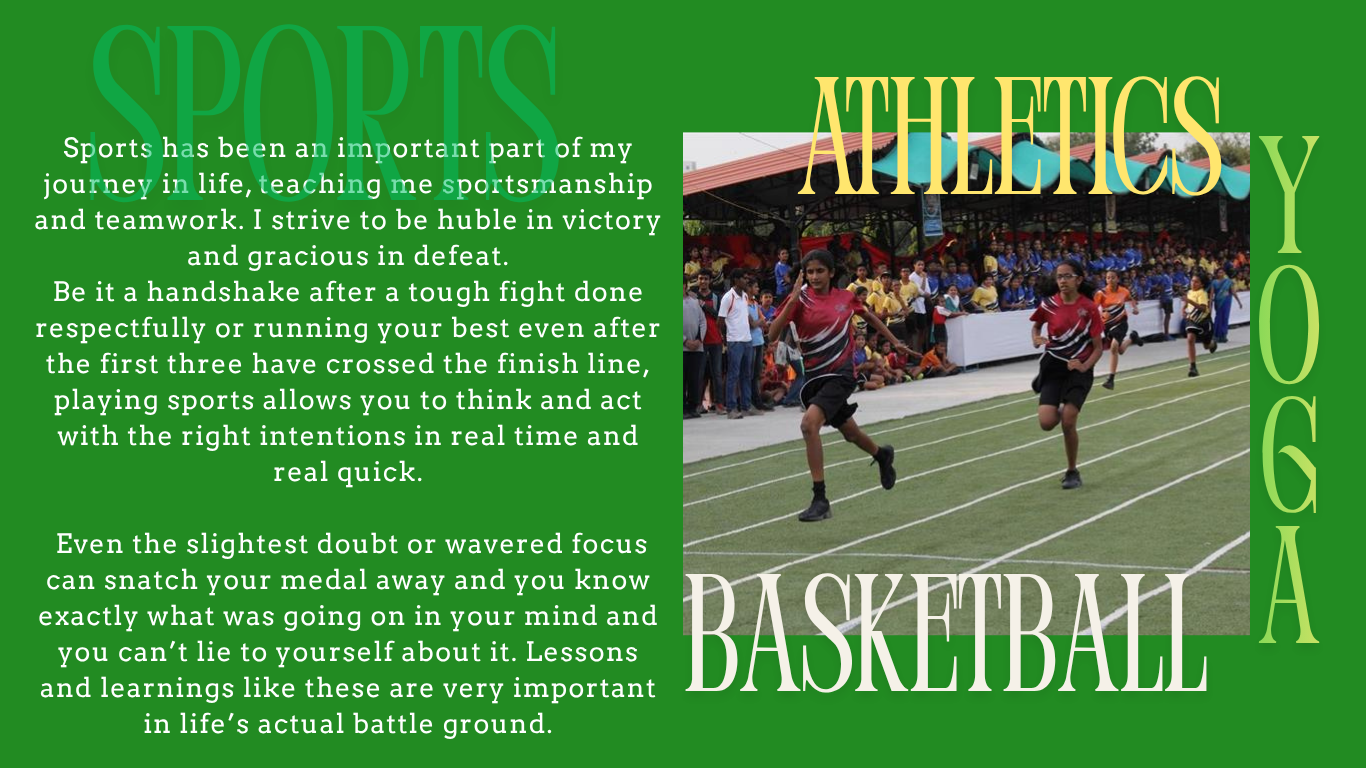 SPORTS
Sports has been an important part of my
journey in life, teaching me sportsmanship
and teamwork. I strive to be huble in victory
and gracious in defeat.
Be it a handshake after a tough fight done
respectfully or running your best even after
the first three have crossed the finish line,
playing sports allows you to think and act
with the right intentions in real time and
real quick.
Even the slightest doubt or wavered focus
can snatch your medal away and you know
exactly what was going on in your mind and
you can’t lie to yourself about it. Lessons
and learnings like these are very important
in life’s actual battle ground.
ATHLETICS
BASKETBALL
YOGA